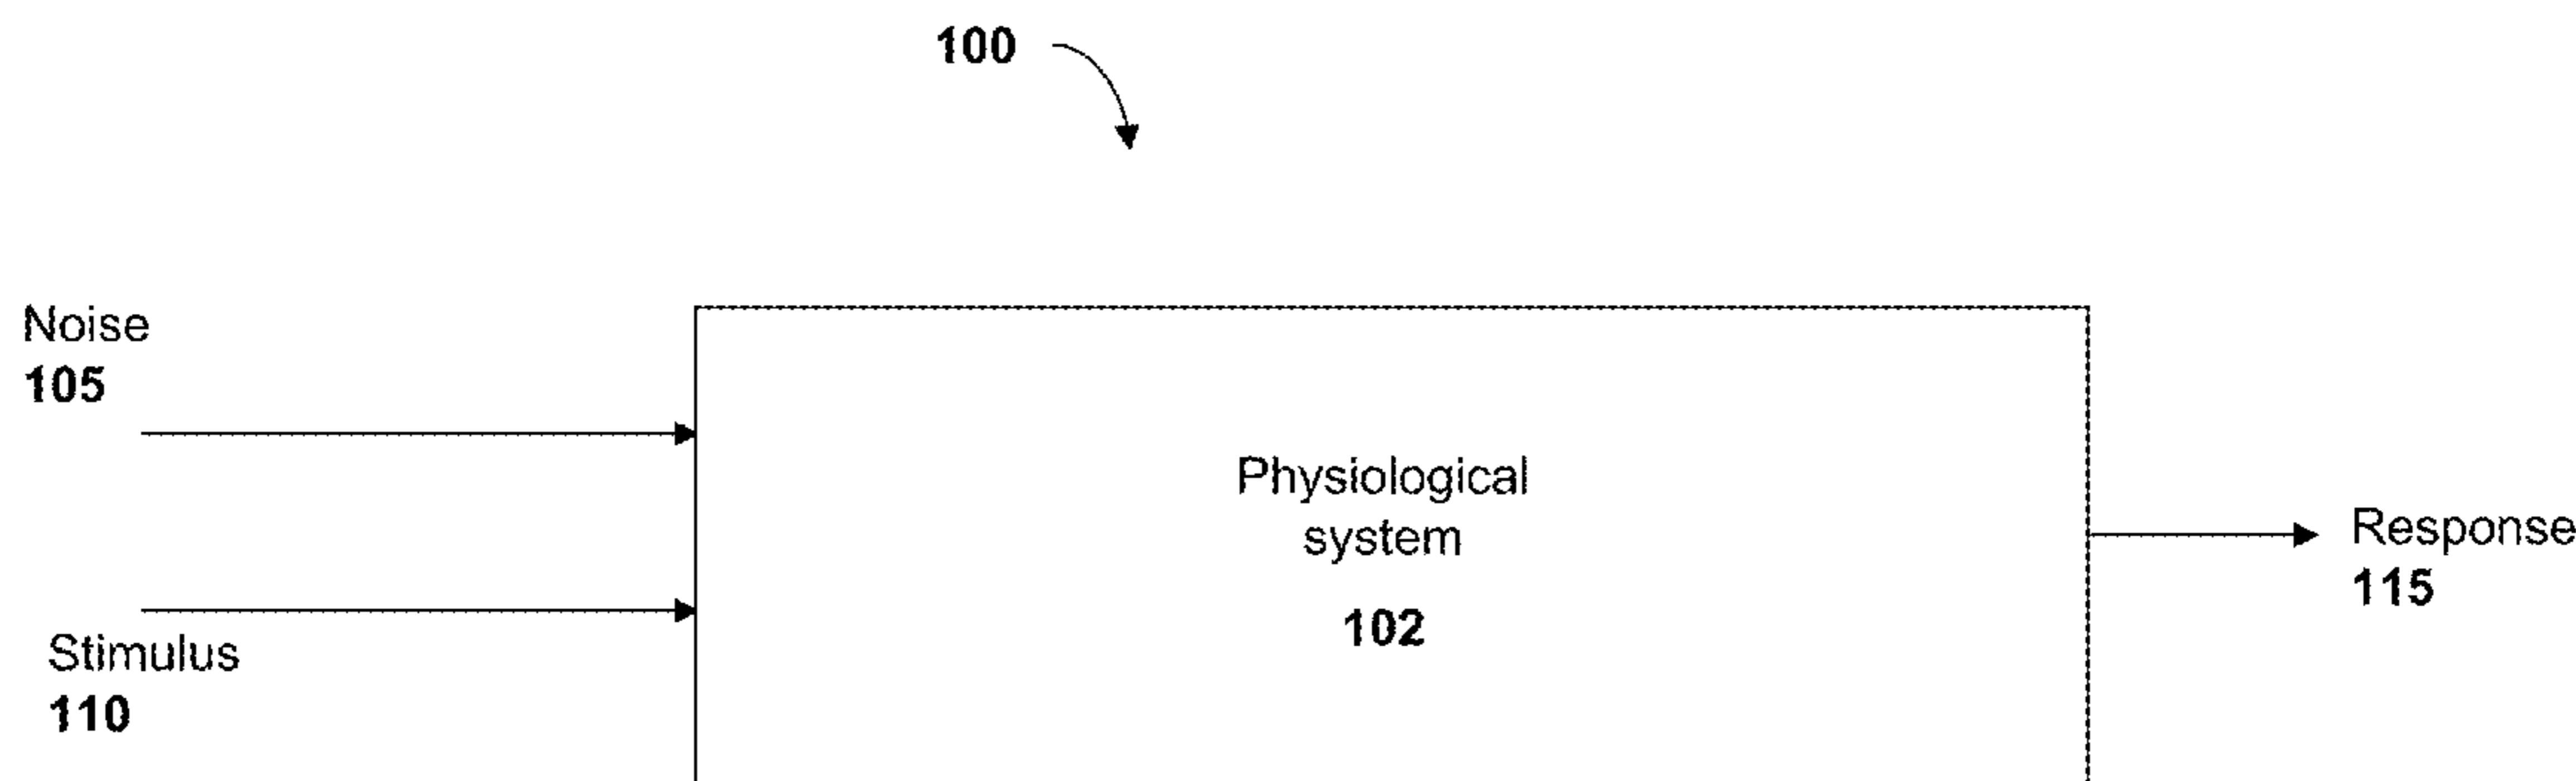 100
Noise
105
Physiological
system
102
Stimulus
110
Response
115